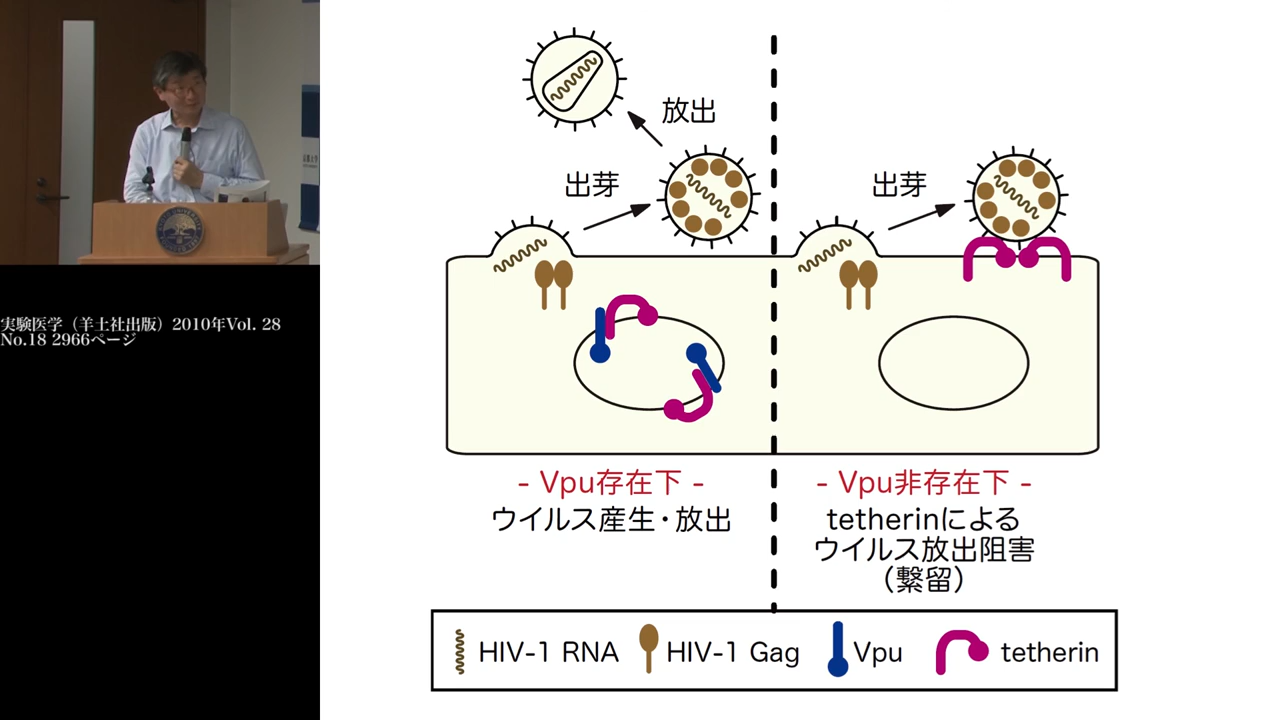 実験医学（羊土社出版）2010年Vol. 28
No.18 2966ページ
放出
出芽
出芽
- Vpu存在下 -
ウイルス産生・放出
- Vpu非存在下 -
tetherinによる
ウイルス放出阻害
（繋留）
HIV-1 RNA
HIV-1 Gag
Vpu
tetherin